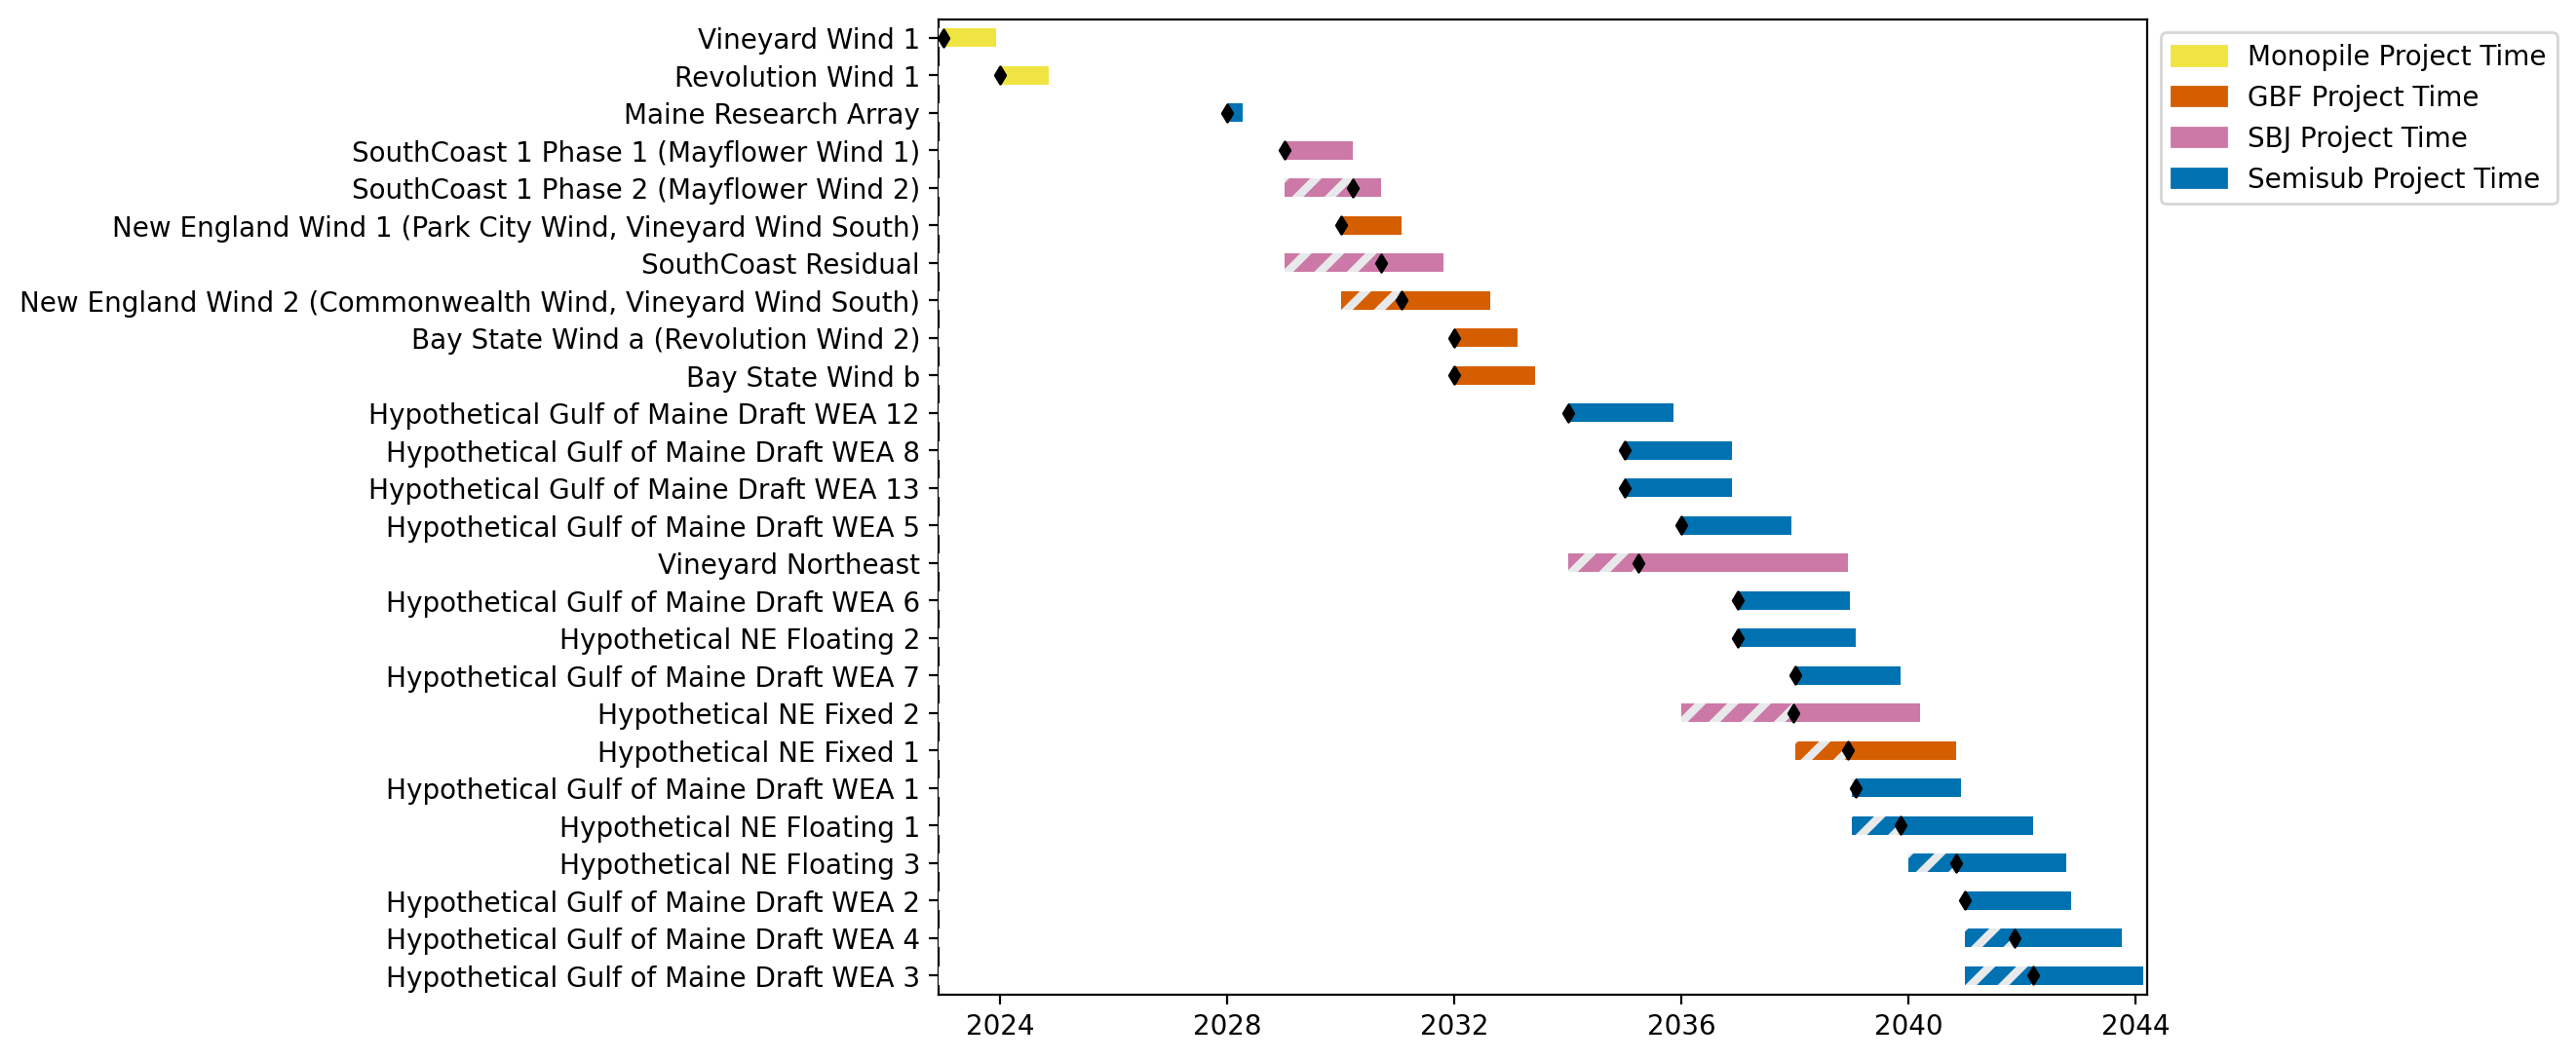 Vineyard Wind 1
Revolution Wind 1
Maine Research Array
SouthCoast 1 Phase 1 (Mayflower Wind 1)
SouthCoast 1 Phase 2 (Mayflower Wind 2)
New England Wind 1 (Park City Wind, Vineyard Wind South)
SouthCoast Residual
New England Wind 2 (Commonwealth Wind, Vineyard Wind South)
Bay State Wind a (Revolution Wind 2)
Bay State Wind b
Hypothetical Gulf of Maine Draft WEA 12
Hypothetical Gulf of Maine Draft WEA 8
Hypothetical Gulf of Maine Draft WEA 13
Hypothetical Gulf of Maine Draft WEA 5
Vineyard Northeast
Hypothetical Gulf of Maine Draft WEA 6
Hypothetical NE Floating 2
Hypothetical Gulf of Maine Draft WEA 7
Hypothetical NE Fixed 2
Hypothetical NE Fixed 1
Hypothetical Gulf of Maine Draft WEA 1
Hypothetical NE Floating 1
Hypothetical NE Floating 3
Hypothetical Gulf of Maine Draft WEA 2
Hypothetical Gulf of Maine Draft WEA 4
Hypothetical Gulf of Maine Draft WEA 3
2024 2028 2032 2036 2040 2044
Monopile Project Time
GBF Project Time
SBJ Project Time
Semisub Project Time